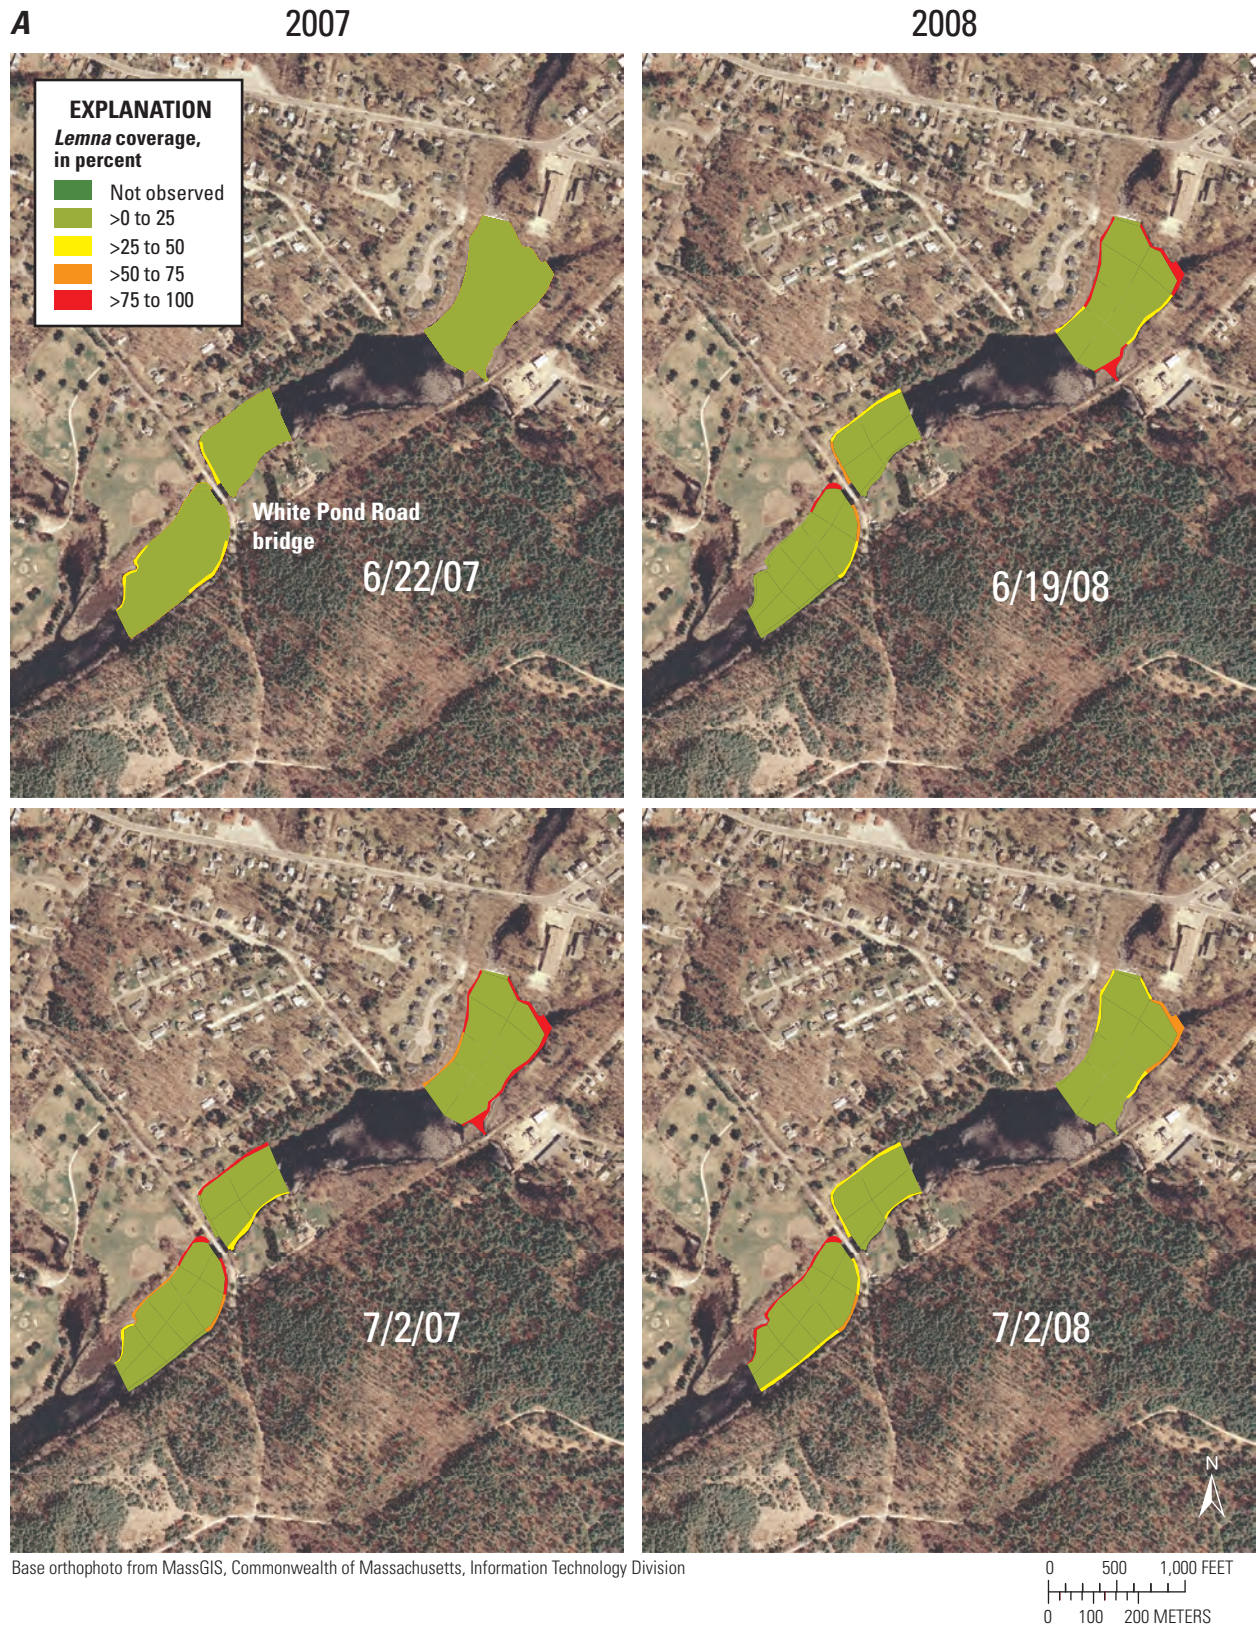 A
2007
2008
EXPLANATION
Lemna coverage,
in percent
Not observed
>0 to 25
>25 to 50
>50 to 75
>75 to 100
White Pond Road
bridge
6/22/07
6/19/08
7/2/07
7/2/08
N
Base orthophoto from MassGIS, Commonwealth of Massachusetts, Information Technology Division
0 500 1,000 FEET
0 100 200 METERS